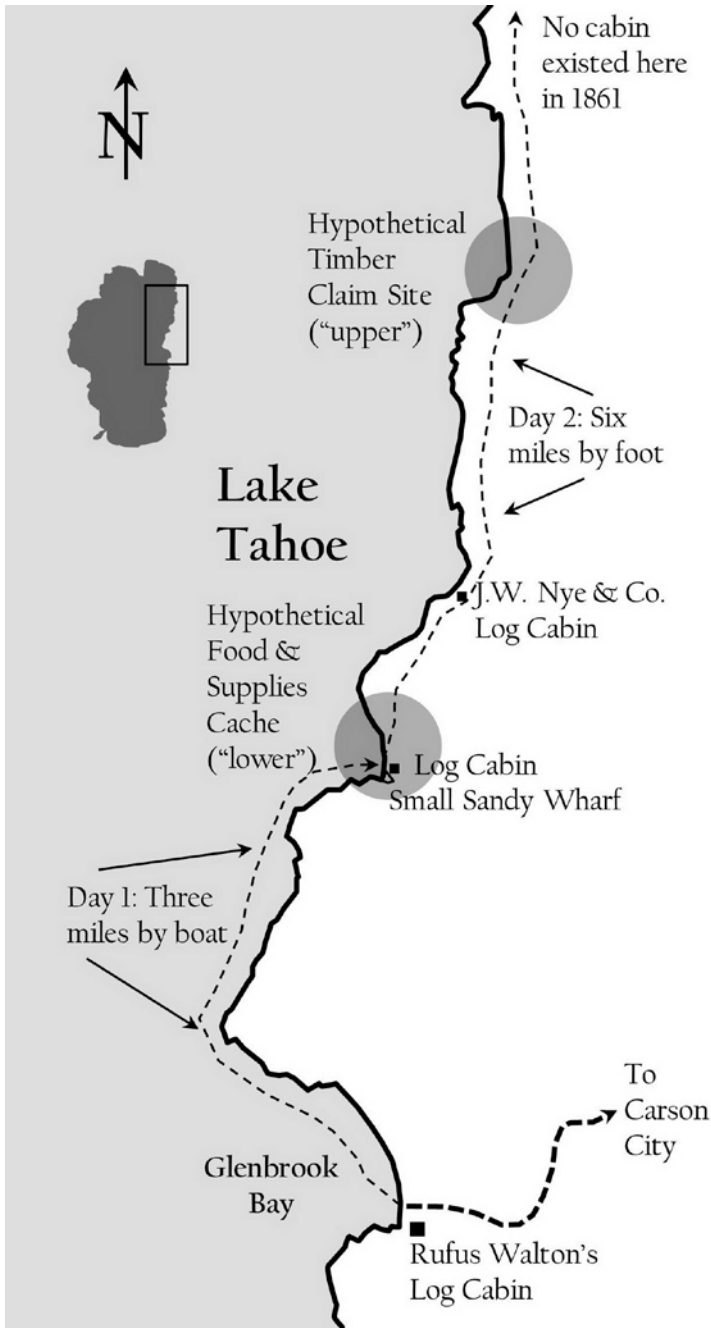 No cabin
existed here
in 1861
N
Hypothetical
Timber
Claim Site
(“upper”)
Day 2: Six
miles by foot
Lake
Tahoe
J.W. Nye & Co.
Log Cabin
Hypothetical
Food &
Supplies
Cache
(“lower”)
Log Cabin
Small Sandy Wharf
Day 1: Three
miles by boat
To
Carson
City
Glenbrook
Bay
Rufus Walton’s
Log Cabin